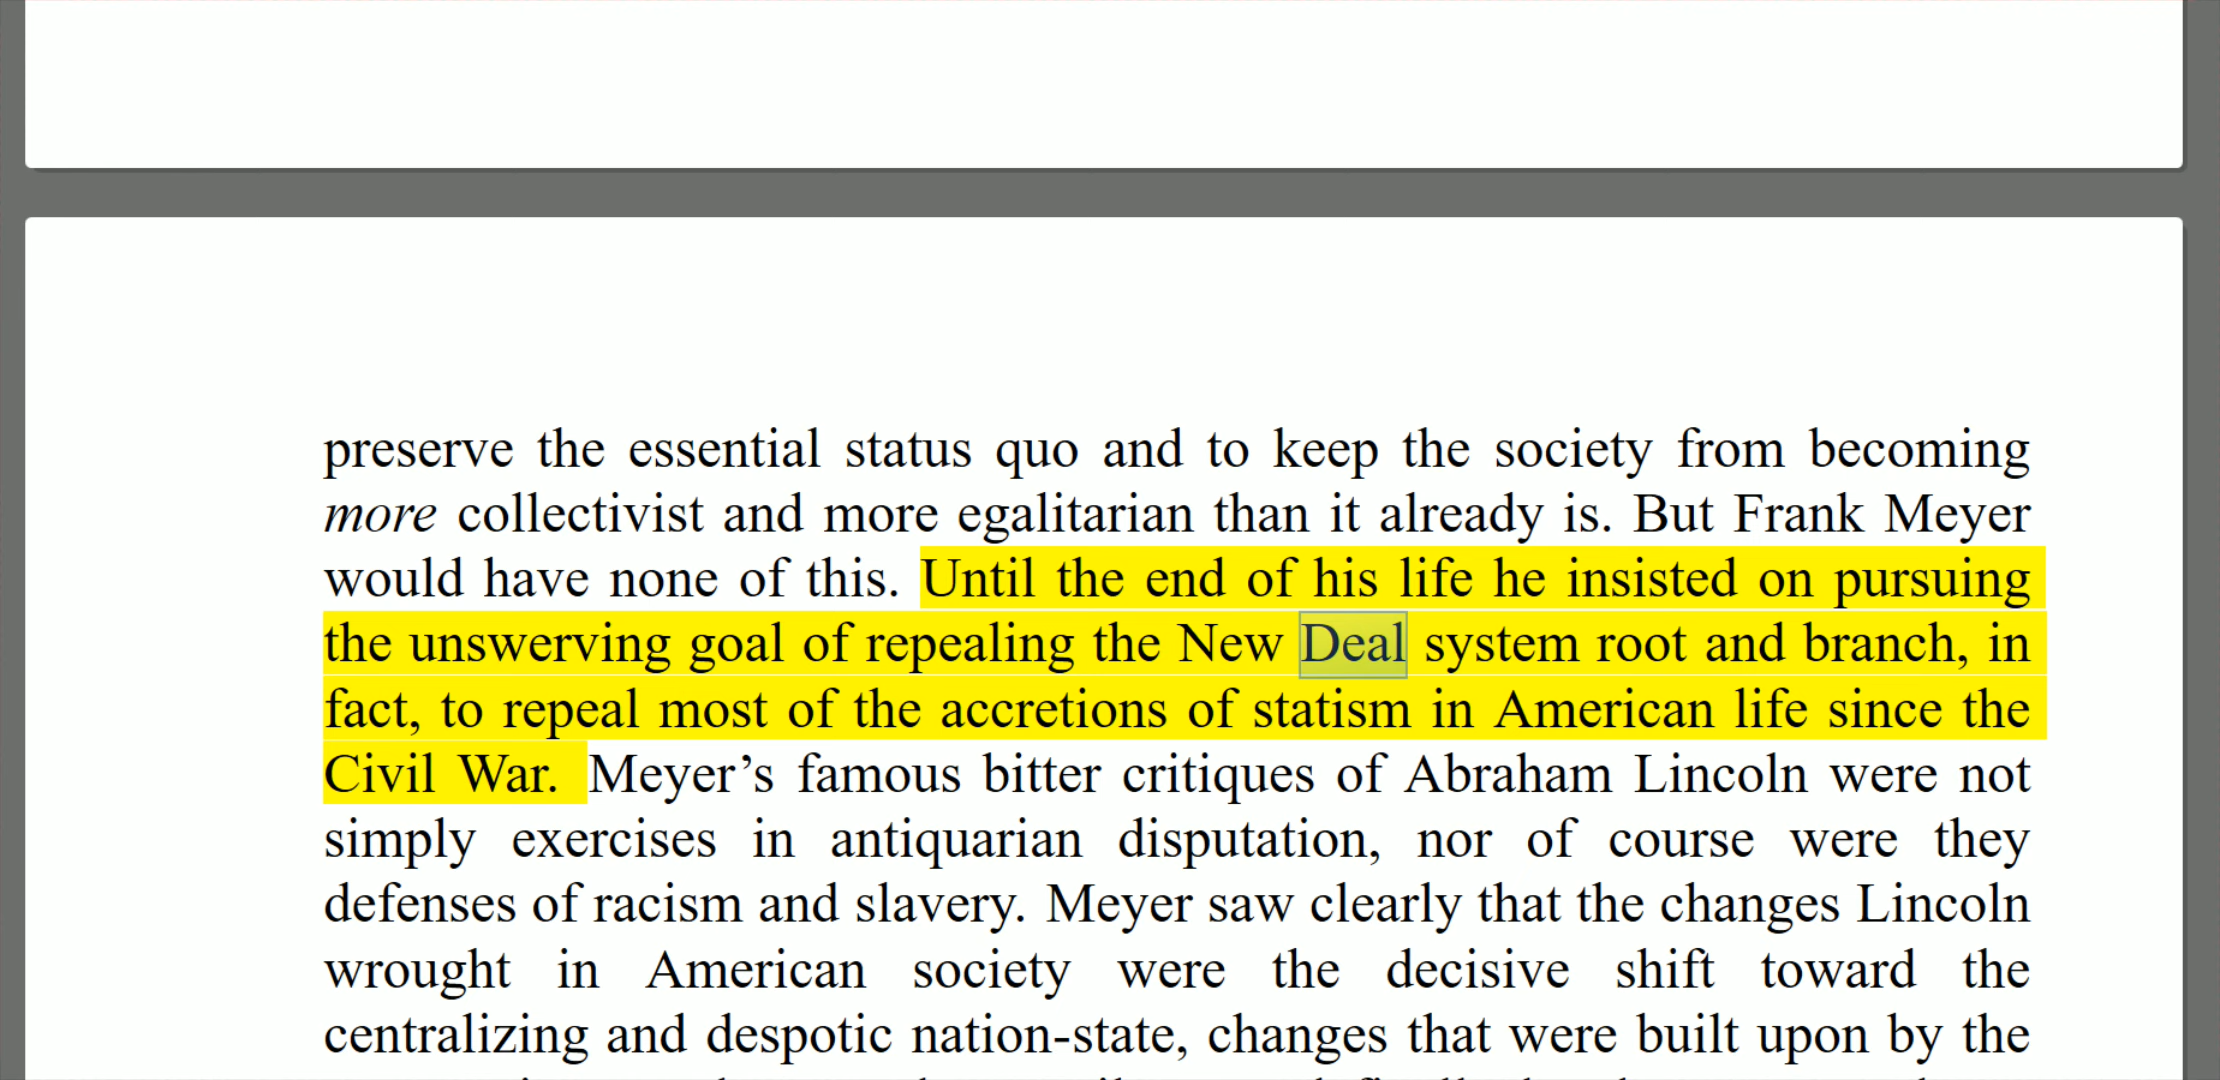 preserve the essential status quo and to keep the society from becoming
more collectivist and more egalitarian than it already is. But Frank Meyer
would have none of this. Until the end of his life he insisted on pursuing
the unswerving goal of repealing the New Deal system root and branch, in
fact, to repeal most of the accretions of statism in American life since the
Civil War. Meyer’s famous bitter critiques of Abraham Lincoln were not
simply exercises in antiquarian disputation, nor of course were they
defenses of racism and slavery. Meyer saw clearly that the changes Lincoln
wrought in American society were the decisive shift toward the
centralizing and despotic nation-state, changes that were built upon by the